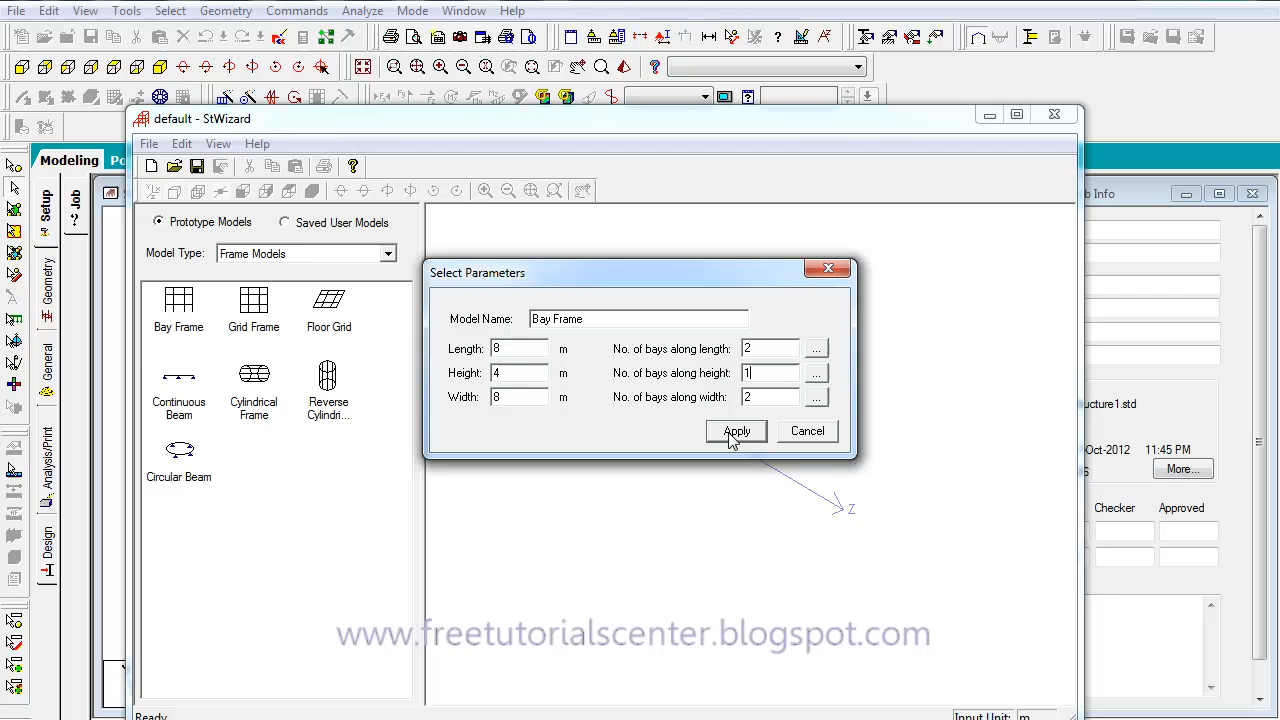 File Edit View Tools Select Geometry Commands Analyze Mode Window Help
default - StWizard
File Edit View Help
Modeling Po
Job Info
Setup
Job
Geometry
General
Analysis/Print
Design
Prototype Models Saved User Models
Model Type: Frame Models
Bay Frame Grid Frame Floor Grid
Continuous Beam
Cylindrical Frame
Reverse Cylindri...
Circular Beam
Select Parameters
Model Name: Bay Frame
Length: 8 m No. of bays along length: 2 ...
Height: 4 m No. of bays along height: 1 ...
Width: 8 m No. of bays along width: 2 ...
Apply Cancel
Z
ucture1.std
Oct-2012 11:45 PM
6 More...
Checker Approved
www.freetutorialscenter.blogspot.com
Ready Input Unit: m